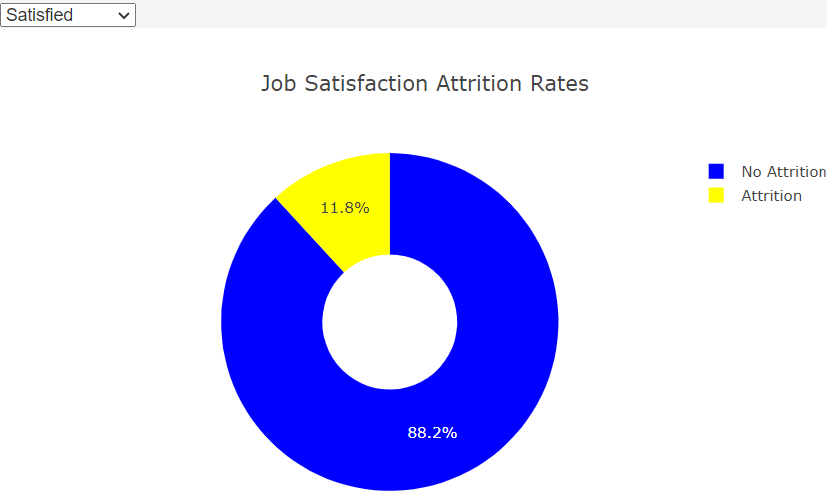 Satisfied
Job Satisfaction Attrition Rates
No Attrition
Attrition
11.8%
88.2%